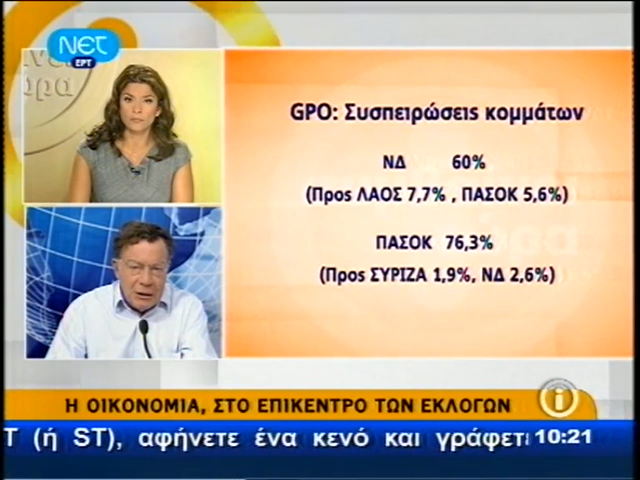 NET
ΕΡΤ
GPO: Συσπειρώσεις κομμάτων
ΝΔ 60%
(Προς ΛΑΟΣ 7,7% , ΠΑΣΟΚ 5,6%)
ΠΑΣΟΚ 76,3%
(Προς ΣΥΡΙΖΑ 1,9%, ΝΔ 2,6%)
Η ΟΙΚΟΝΟΜΙΑ, ΣΤΟ ΕΠΙΚΕΝΤΡΟ ΤΩΝ ΕΚΛΟΓΩΝ
i
Τ (ή ST), αφήνετε ένα κενό και γράφετε 10:21